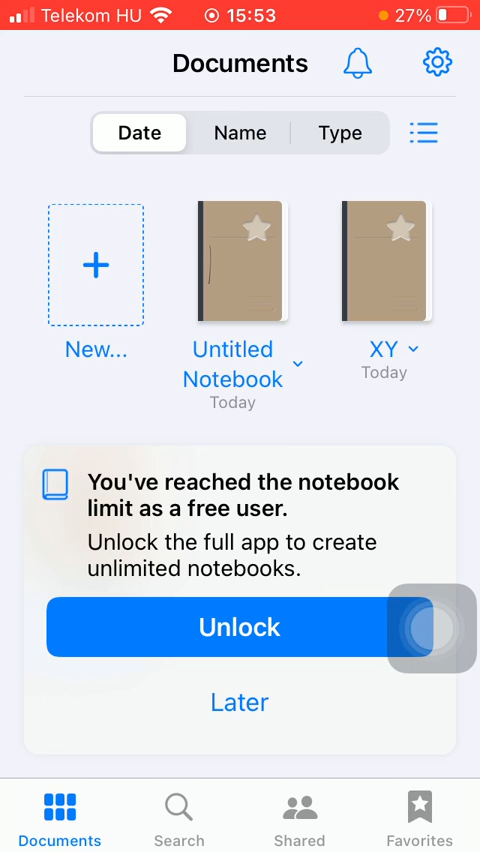 Telekom HU 15:53 27%
Documents
Date Name Type
New... Untitled Notebook XY
Today Today
You've reached the notebook
limit as a free user.
Unlock the full app to create
unlimited notebooks.
Unlock
Later
Documents Search Shared Favorites